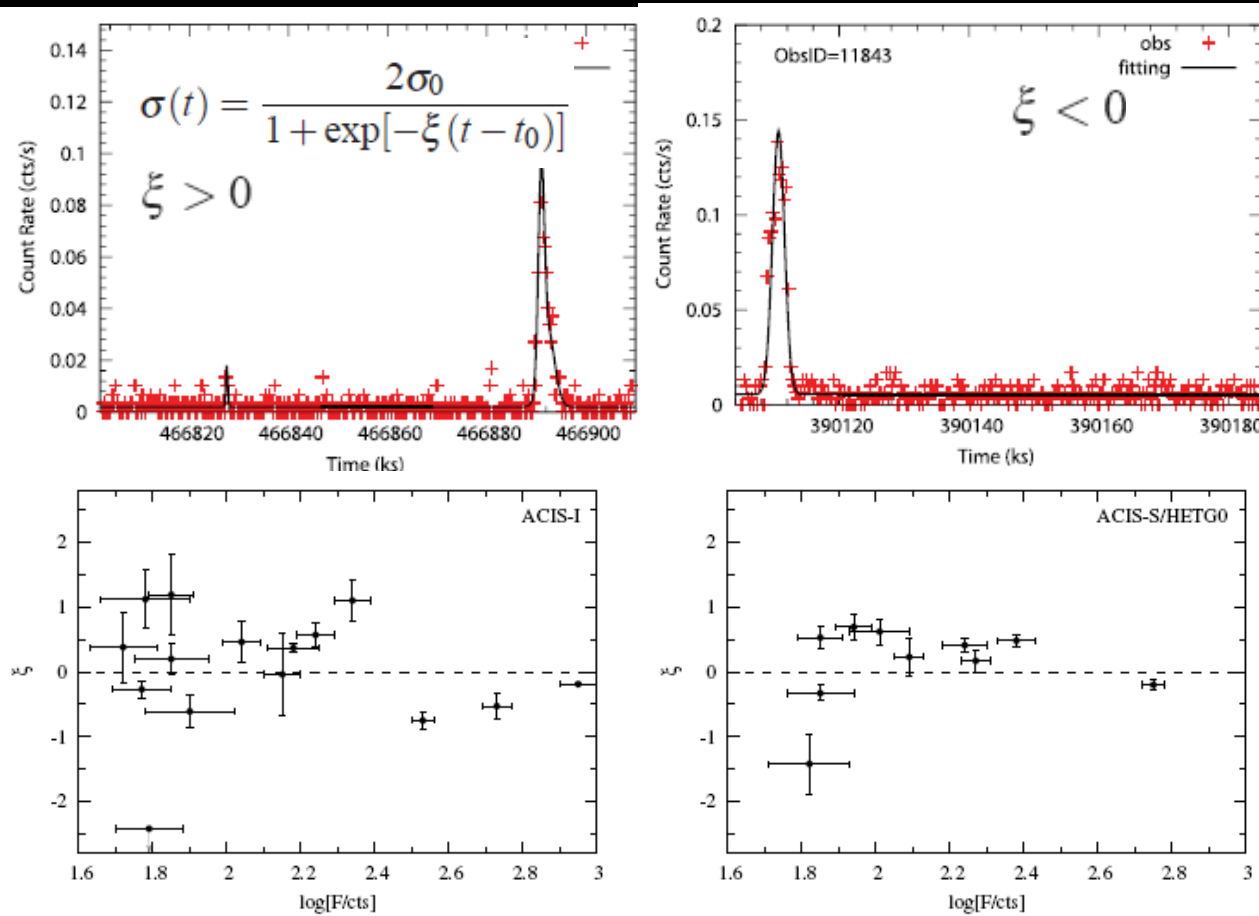 0.14
0.12
0.1
0.08
0.06
0.04
0.02
0
Count Rate (cts/s)
σ(t) = 2σ₀ / 1 + exp[−ξ(t − t₀)]
ξ > 0
466820 466840 466860 466880 466900
Time (ks)
0.2
0.15
0.1
0.05
0
Count Rate (cts/s)
ObsID=11843
obs
fitting
ξ < 0
390120 390140 390160 390180
Time (ks)
ACIS-I
2
1
0
-1
-2
ξ
1.6 1.8 2 2.2 2.4 2.6 2.8 3
log[F/cts]
ACIS-S/HETG0
2
1
0
-1
-2
ξ
1.6 1.8 2 2.2 2.4 2.6 2.8 3
log[F/cts]